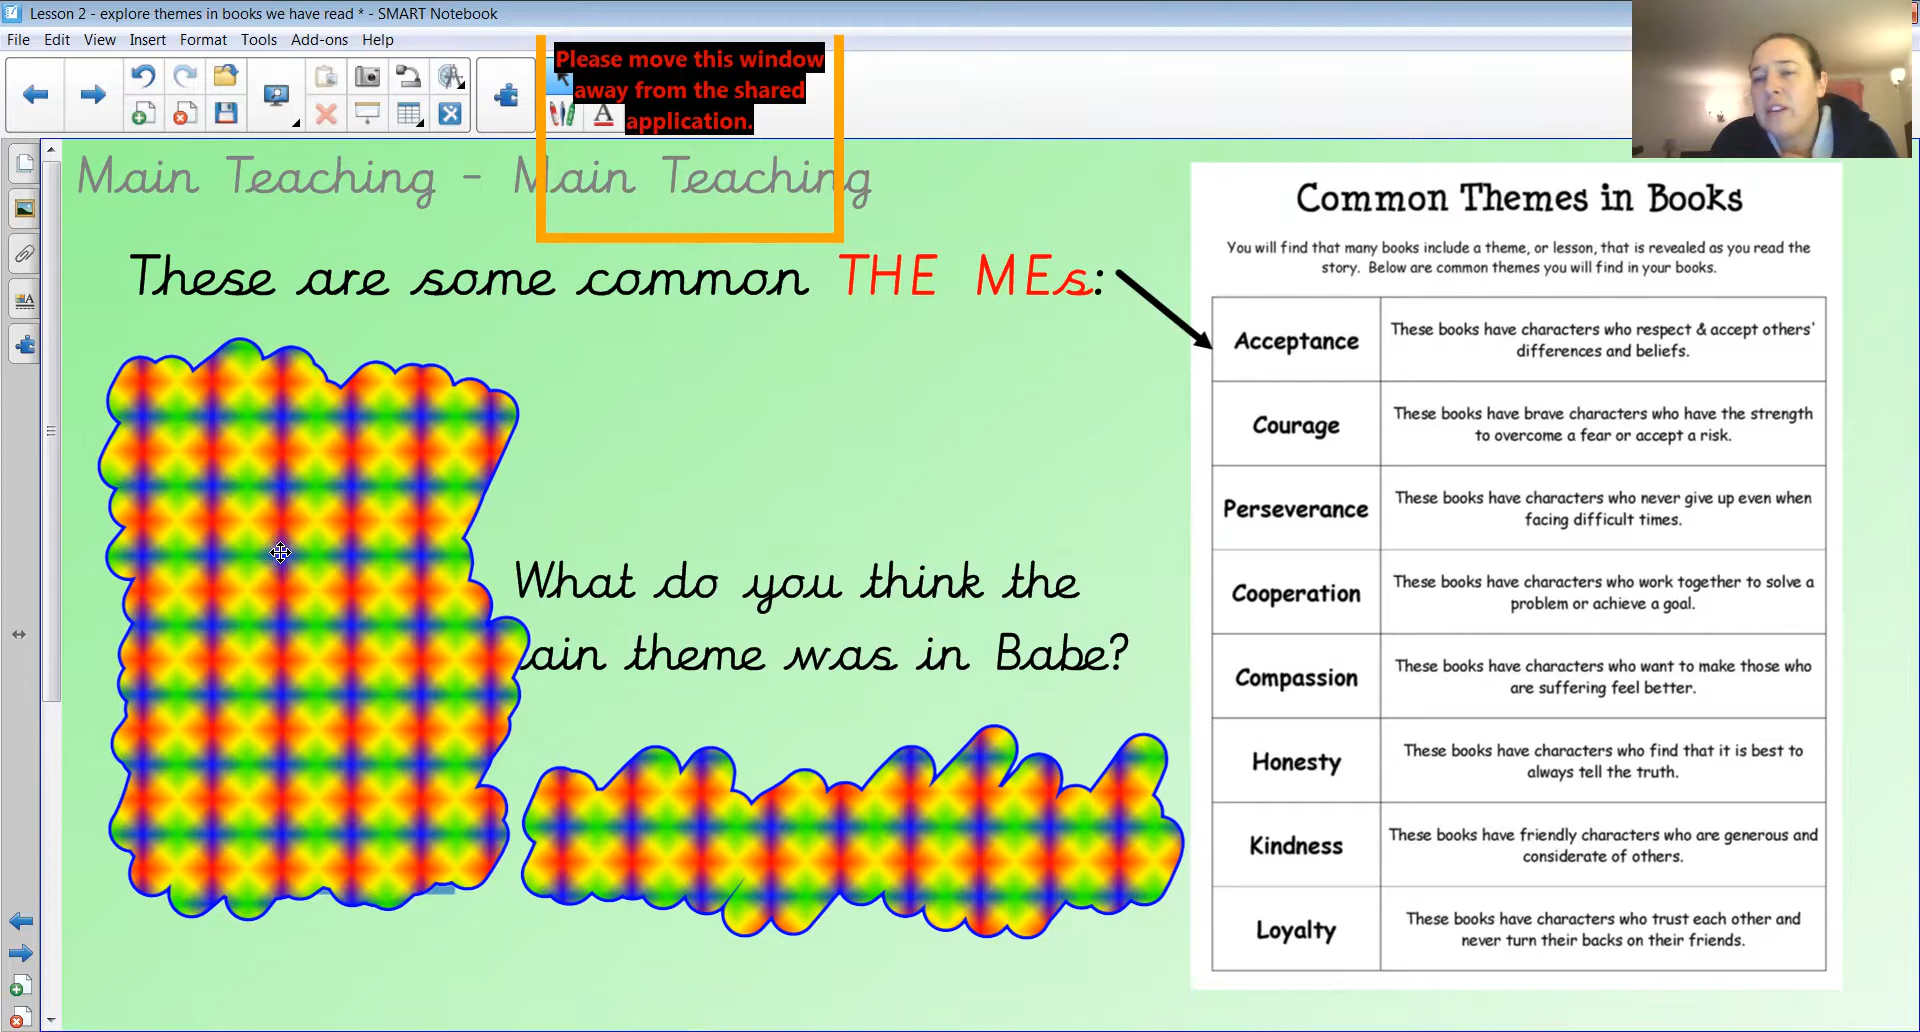 Lesson 2 - explore themes in books we have read * - SMART Notebook
File Edit View Insert Format Tools Add-ons Help
Please move this window
away from the shared
application.
Main Teaching - Main Teaching
These are some common THE MEs:
What do you think the
ain theme was in Babe?
Common Themes in Books
You will find that many books include a theme, or lesson, that is revealed as you read the
story. Below are common themes you will find in your books.
Acceptance
These books have characters who respect & accept others'
differences and beliefs.
Courage
These books have brave characters who have the strength
to overcome a fear or accept a risk.
Perseverance
These books have characters who never give up even when
facing difficult times.
Cooperation
These books have characters who work together to solve a
problem or achieve a goal.
Compassion
These books have characters who want to make those who
are suffering feel better.
Honesty
These books have characters who find that it is best to
always tell the truth.
Kindness
These books have friendly characters who are generous and
considerate of others.
Loyalty
These books have characters who trust each other and
never turn their backs on their friends.